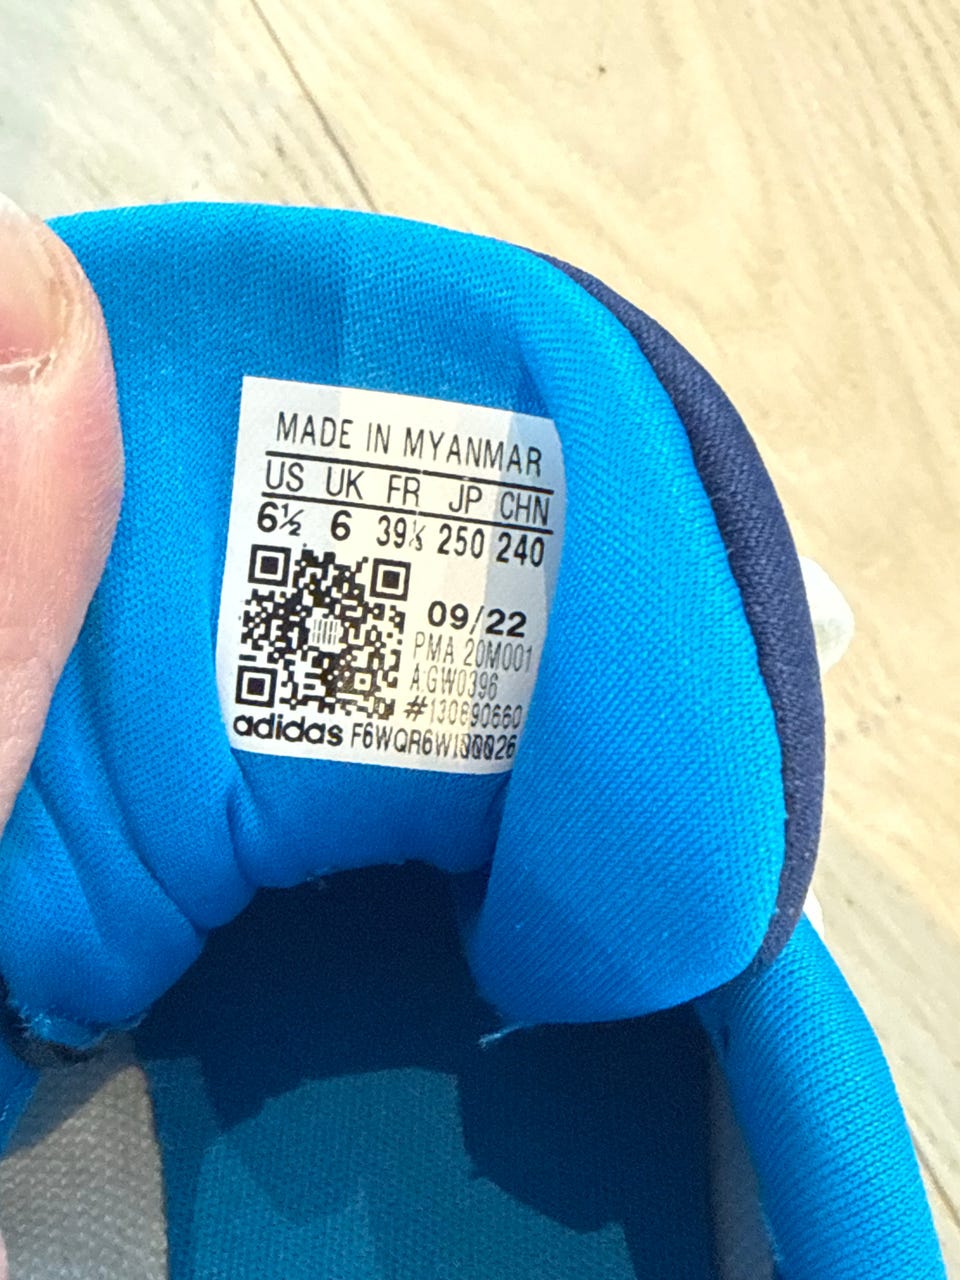 MADE IN MYANMAR
US UK FR JP CHN
6½ 6 39⅓ 250 240
09/22
PMA 20M001
A:GW0396
#130890660
adidas F6WQR6W1QQQ26